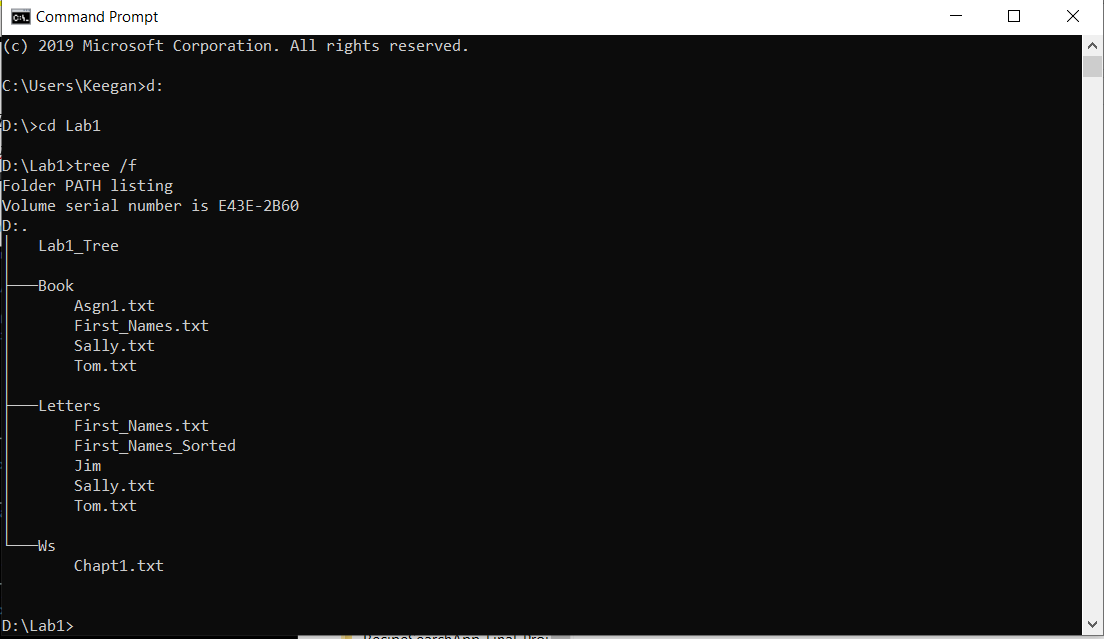 Command Prompt
(c) 2019 Microsoft Corporation. All rights reserved.
C:\Users\Keegan>d:
D:\>cd Lab1
D:\Lab1>tree /f
Folder PATH listing
Volume serial number is E43E-2B60
D:.
Lab1_Tree
Book
Asgn1.txt
First_Names.txt
Sally.txt
Tom.txt
Letters
First_Names.txt
First_Names_Sorted
Jim
Sally.txt
Tom.txt
Ws
Chapt1.txt
D:\Lab1>